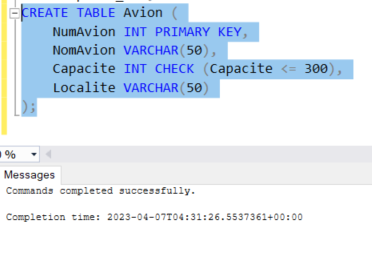 CREATE TABLE Avion (
NumAvion INT PRIMARY KEY,
NomAvion VARCHAR(50),
Capacite INT CHECK (Capacite <= 300),
Localite VARCHAR(50)
);
%
Messages
Commands completed successfully.
Completion time: 2023-04-07T04:31:26.5537361+00:00